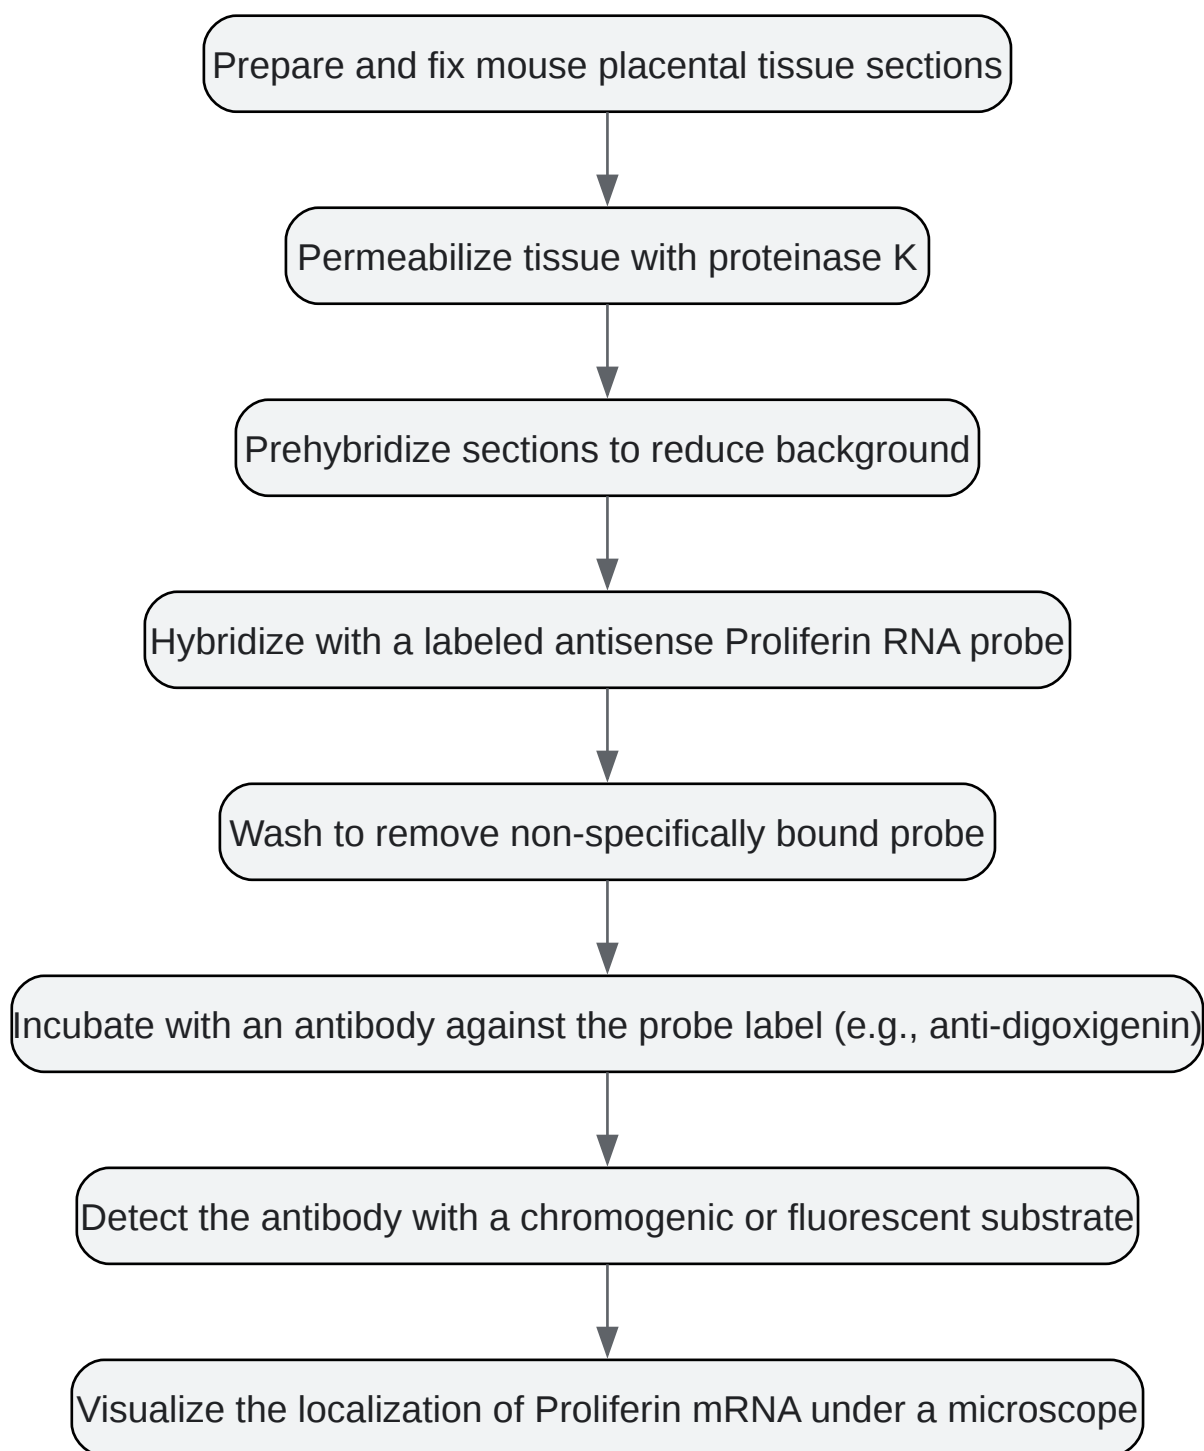 Prepare and fix mouse placental tissue sections
Permeabilize tissue with proteinase K
Prehybridize sections to reduce background
Hybridize with a labeled antisense Proliferin RNA probe
Wash to remove non-specifically bound probe
Incubate with an antibody against the probe label (e.g., anti-digoxigenin)
Detect the antibody with a chromogenic or fluorescent substrate
Visualize the localization of Proliferin mRNA under a microscope